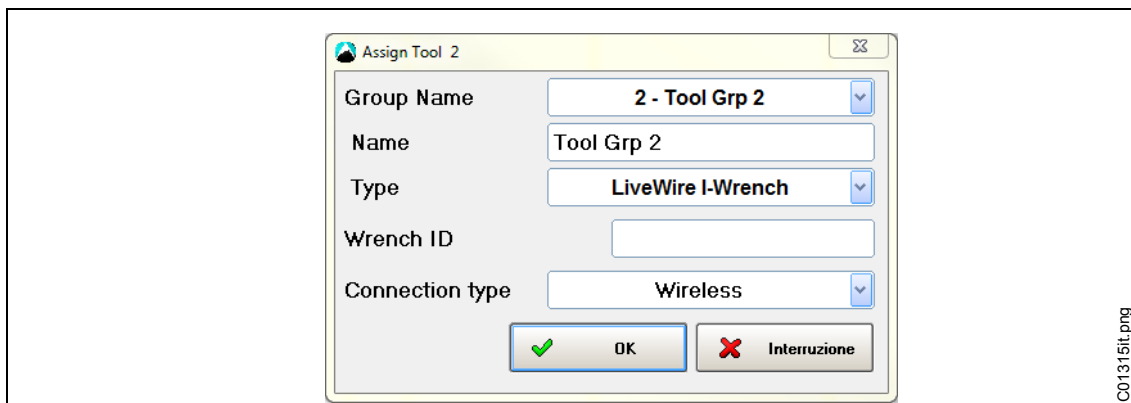 Assign Tool 2
Group Name 2 - Tool Grp 2
Name Tool Grp 2
Type LiveWire I-Wrench
Wrench ID
Connection type Wireless
OK Interruzione
C01315it.png